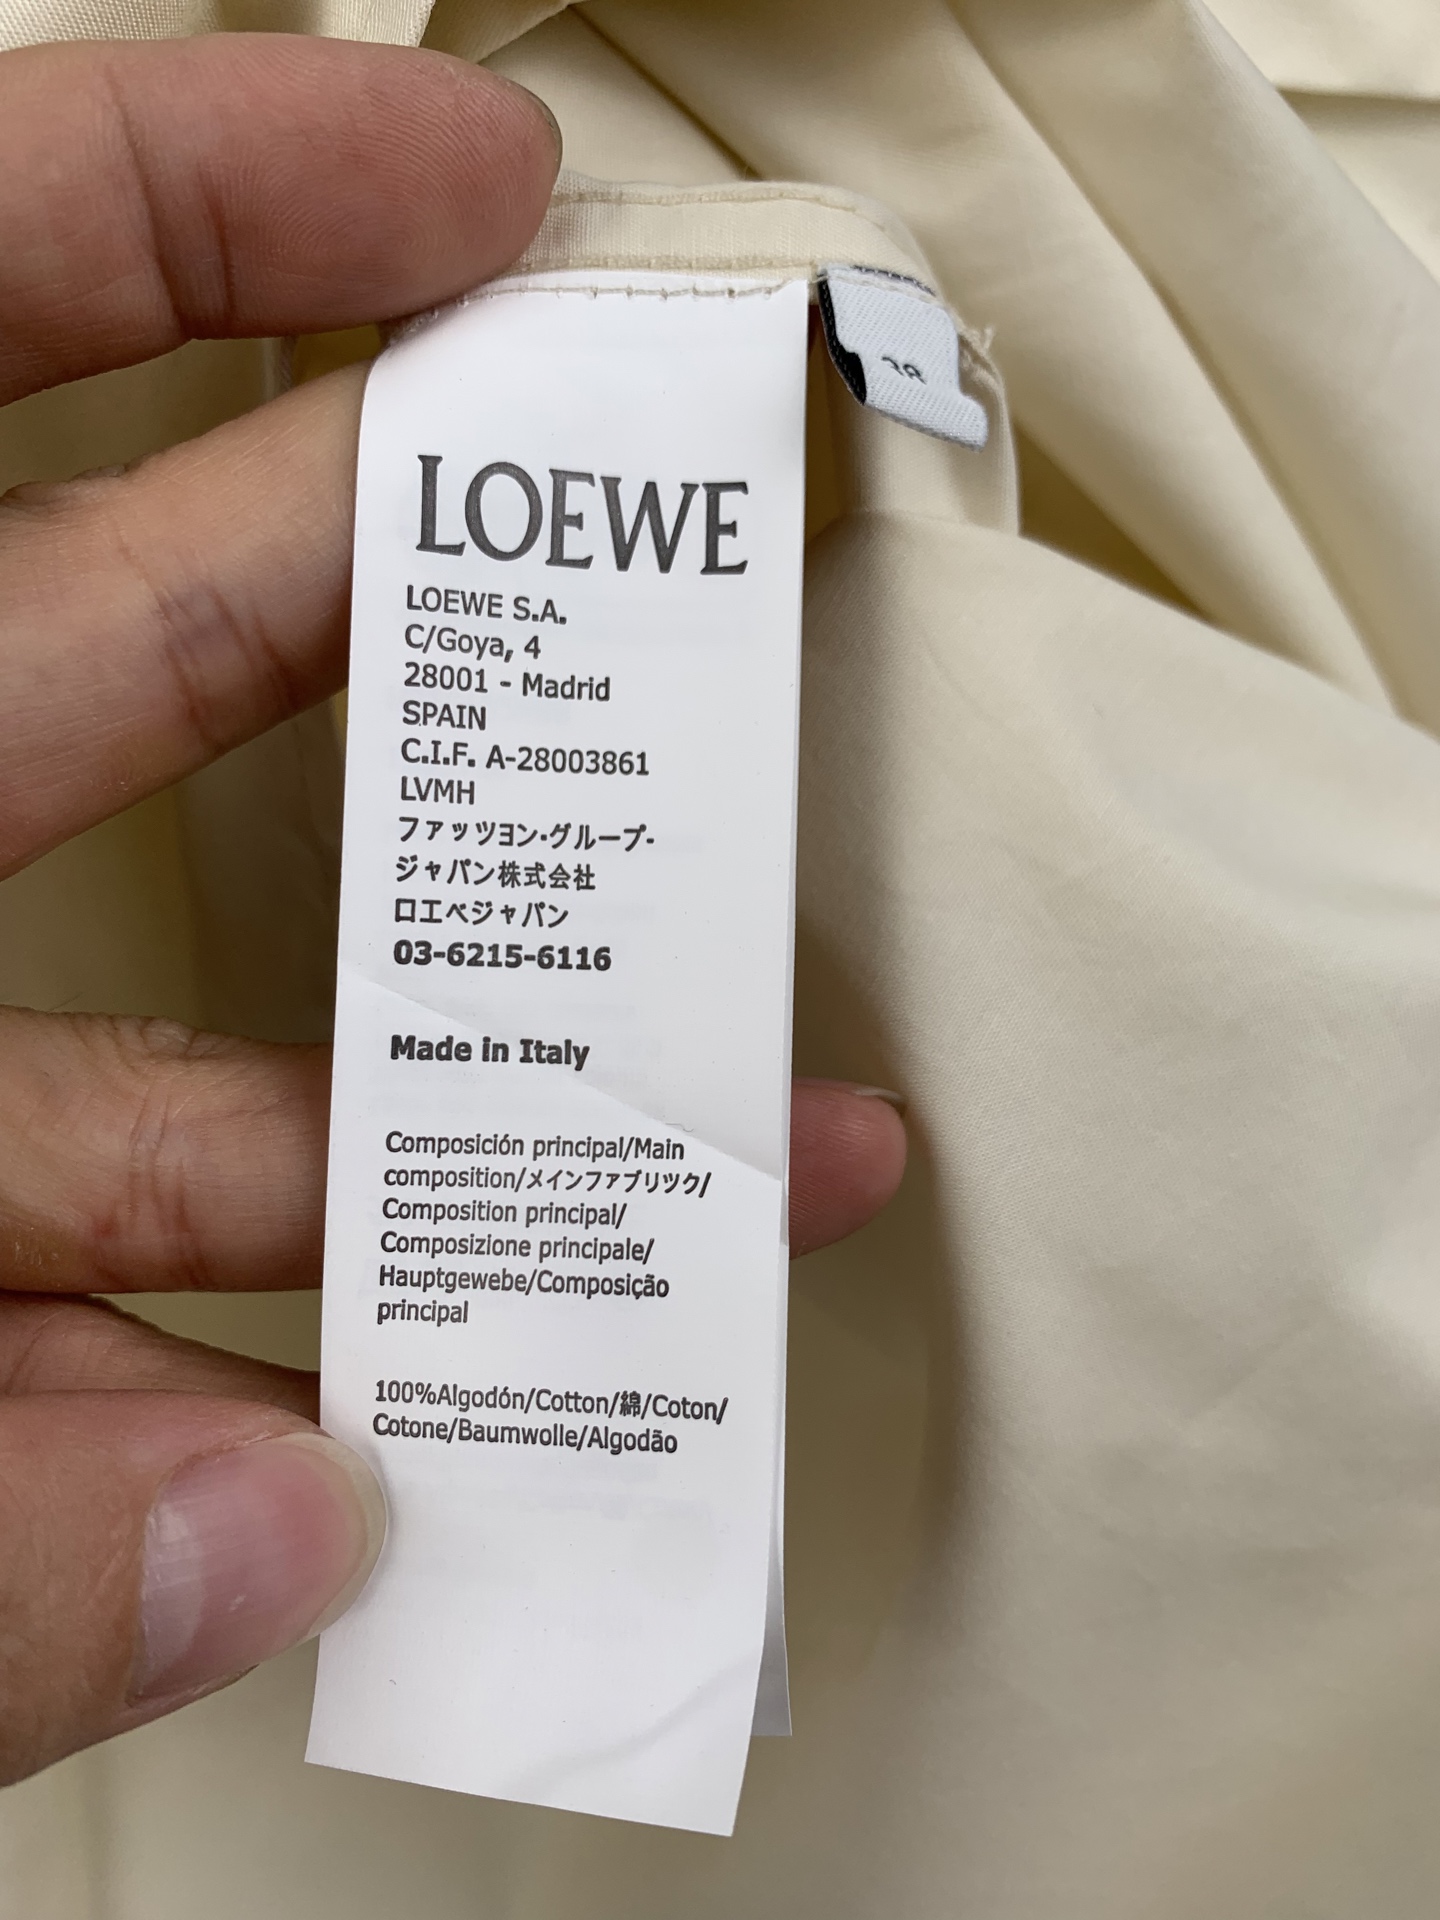 LOEWE
LOEWE S.A.
C/Goya, 4
28001 - Madrid
SPAIN
C.I.F. A-28003861
LVMH
ファッツヨン・グループ-
ジャパン株式会社
ロエベジャパン
03-6215-6116
Made in Italy
Composición principal/Main
composition/メインファブリツク/
Composition principal/
Composizione principale/
Hauptgewebe/Composição
principal
100%Algodón/Cotton/綿/Coton/
Cotone/Baumwolle/Algodão